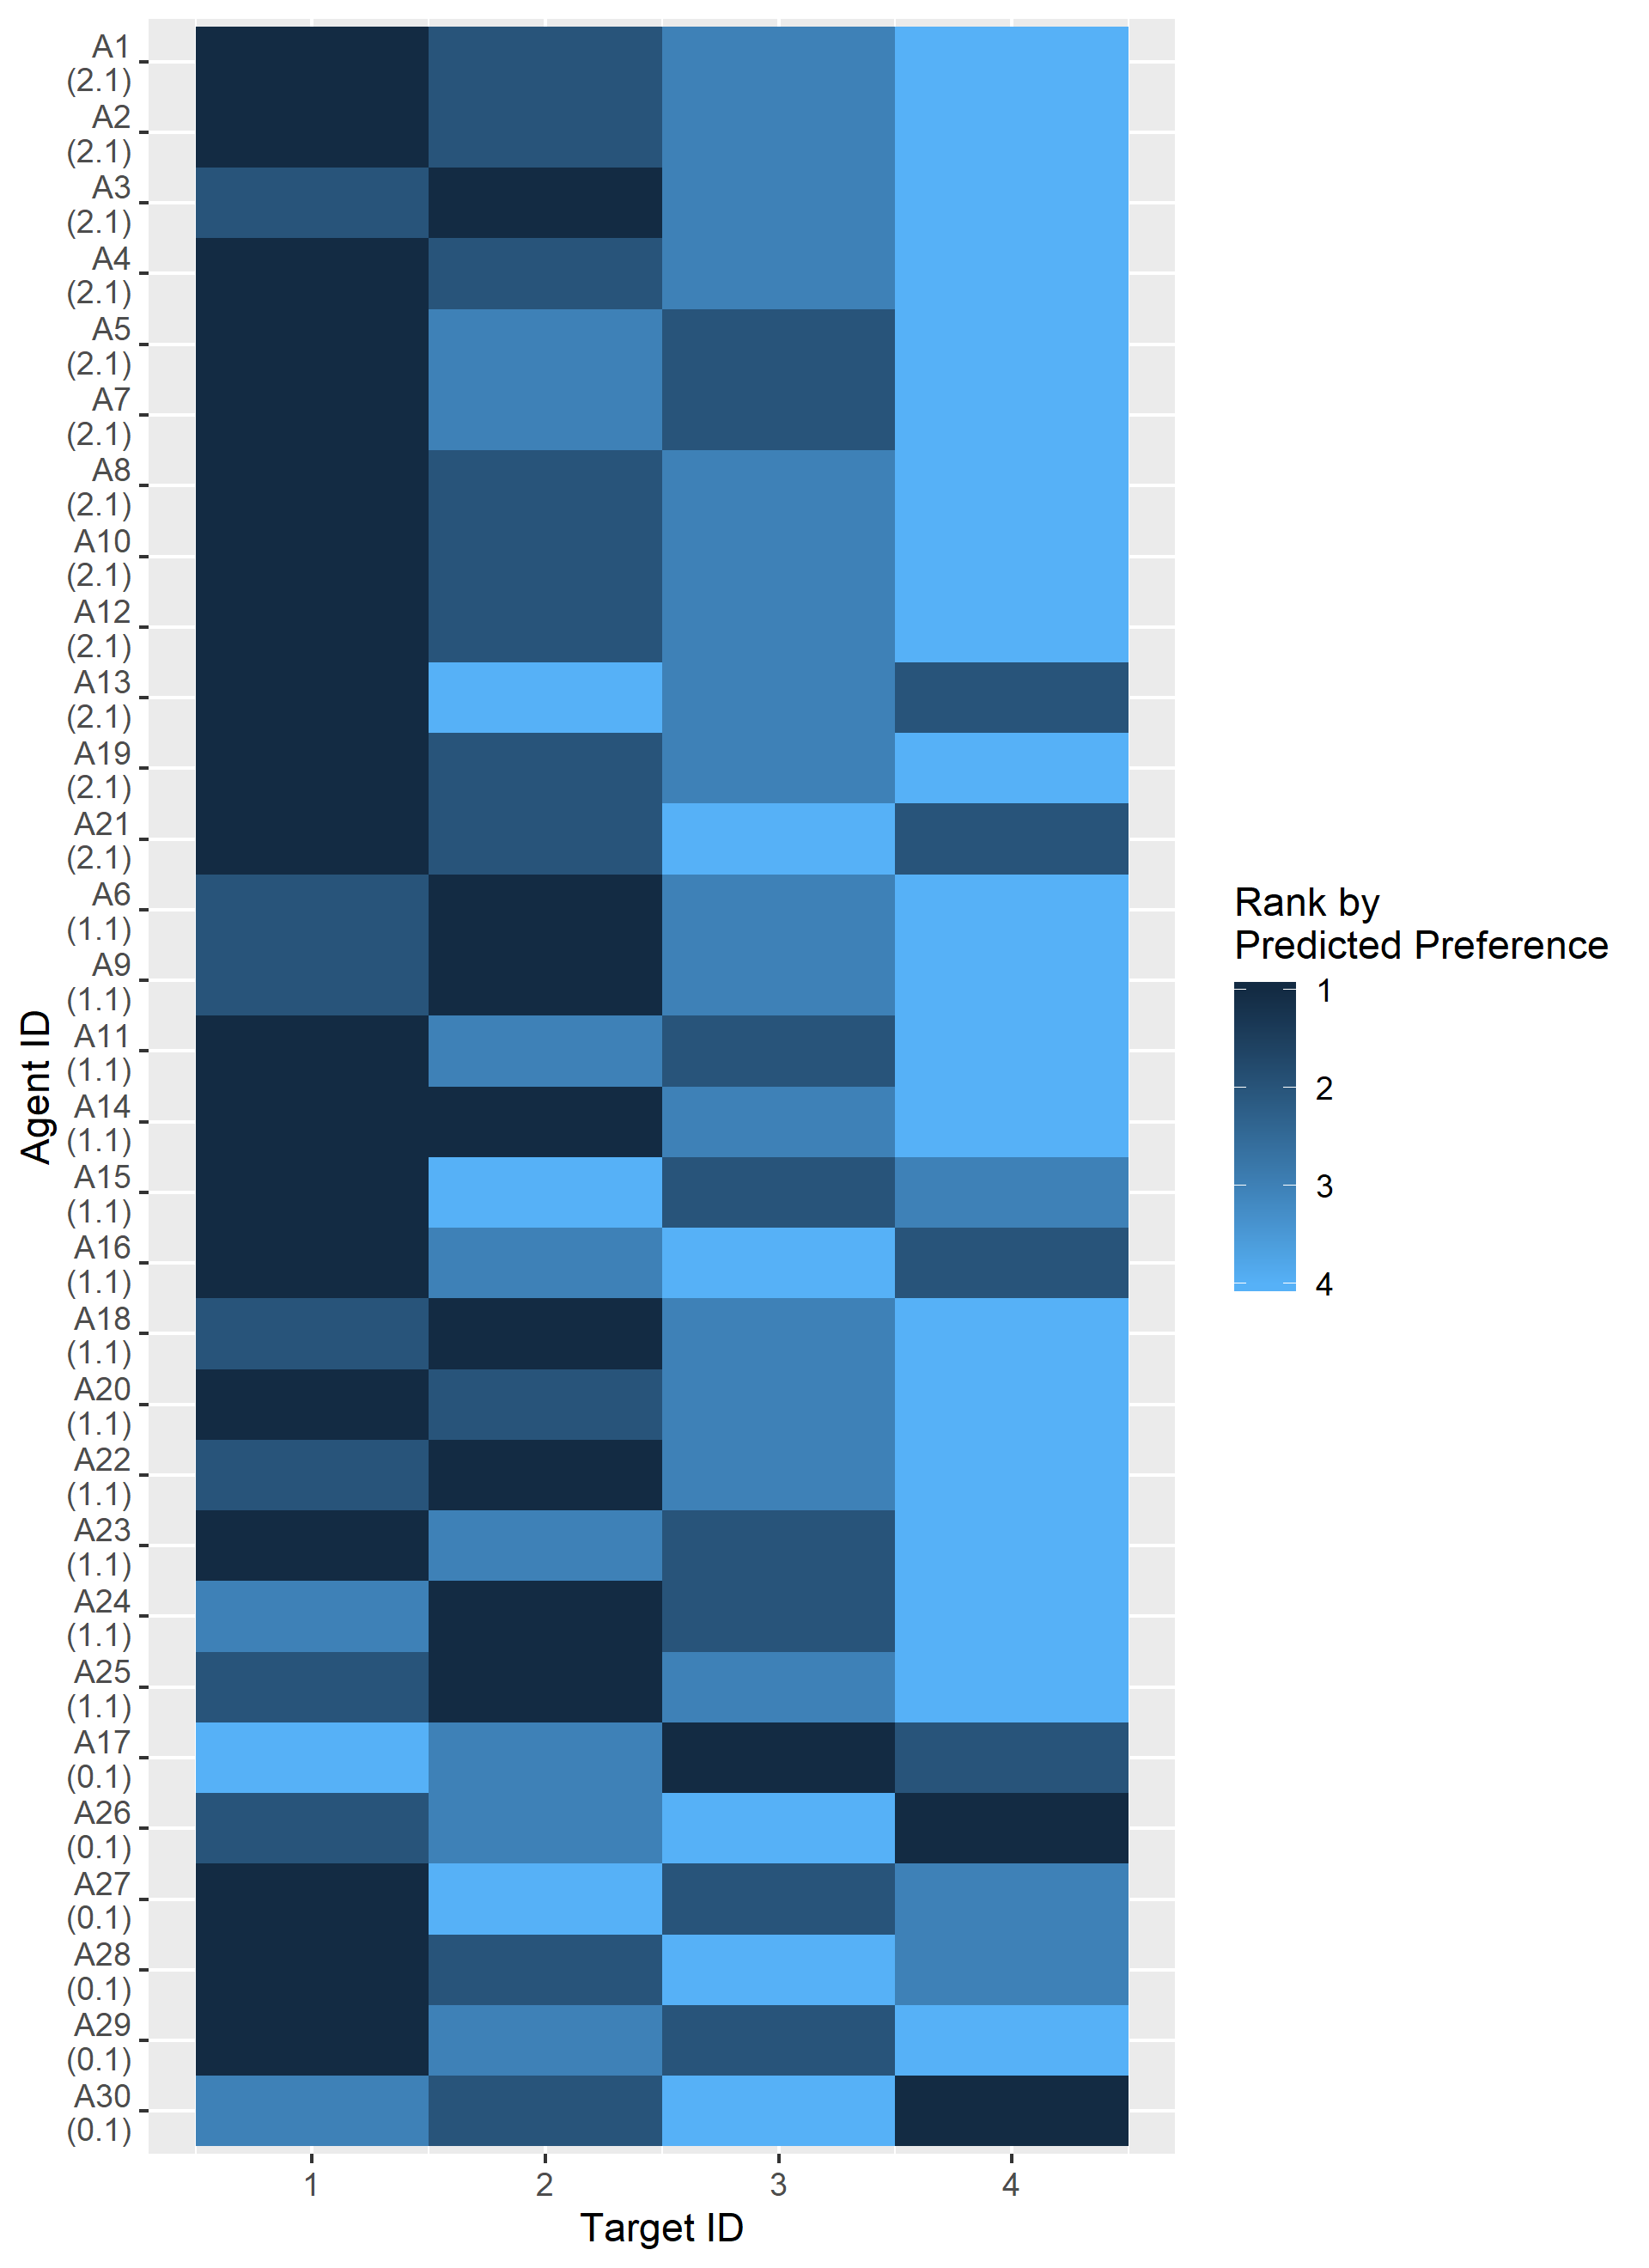 A1
(2.1)
A2
(2.1)
A3
(2.1)
A4
(2.1)
A5
(2.1)
A7
(2.1)
A8
(2.1)
A10
(2.1)
A12
(2.1)
A13
(2.1)
A19
(2.1)
A21
(2.1)
A6
(1.1)
A9
(1.1)
A11
(1.1)
A14
(1.1)
A15
(1.1)
A16
(1.1)
A18
(1.1)
A20
(1.1)
A22
(1.1)
A23
(1.1)
A24
(1.1)
A25
(1.1)
A17
(0.1)
A26
(0.1)
A27
(0.1)
A28
(0.1)
A29
(0.1)
A30
(0.1)
Agent ID
1 2 3 4
Target ID
Rank by
Predicted Preference
1
2
3
4